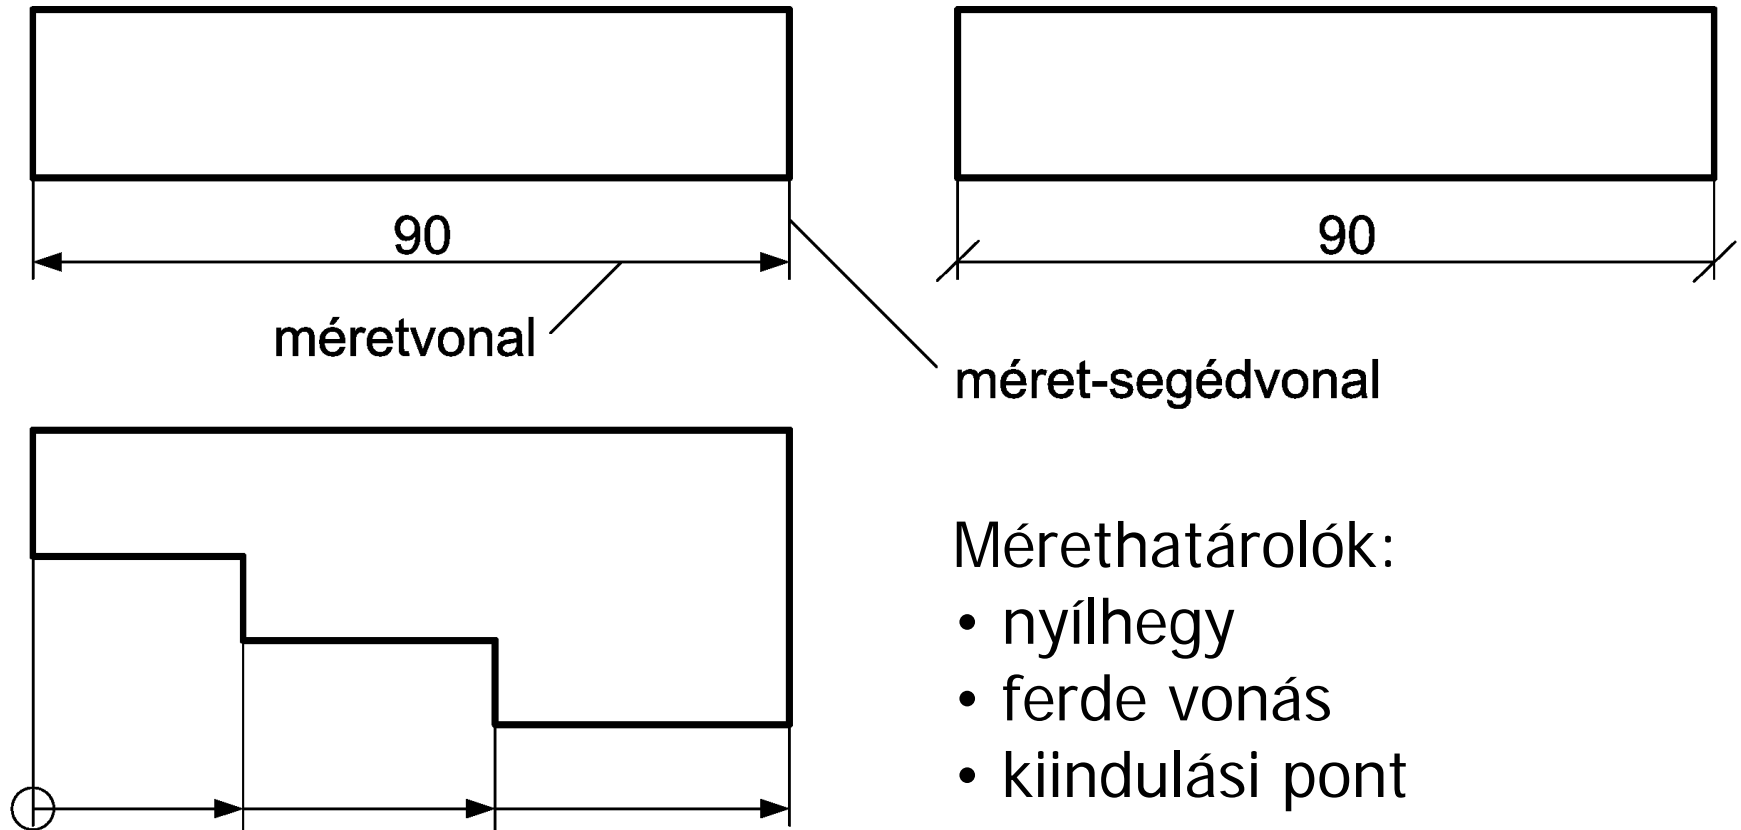 90
90
méretvonal
méret-segédvonal
Mérethatárolók:
• nyílhegy
• ferde vonás
• kiindulási pont